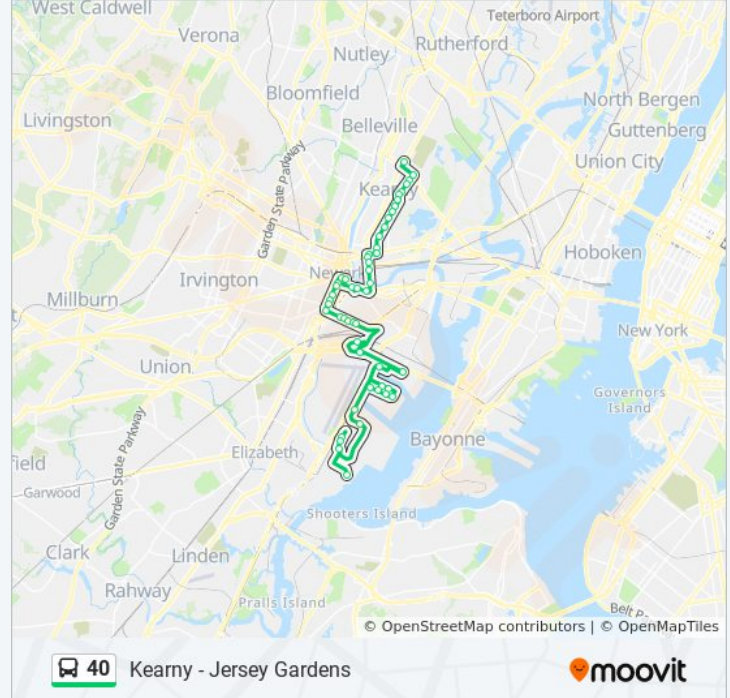 West Caldwell
Teterboro Airport
Verona
Rutherford
Nutley
Bloomfield
North Bergen
Livingston
Belleville
Guttenberg
Garden State Parkway
Union City
Kearny
Hoboken
Newark
Irvington
Millburn
New York
Union
Governors
Island
Garden State Parkway
Bayonne
Elizabeth
field
Garwood
Shooters Island
Clark
Linden
Rahway
Pralls Island
Belt Pa
© OpenStreetMap contributors | © OpenMapTiles
40 Kearny - Jersey Gardens
moovit